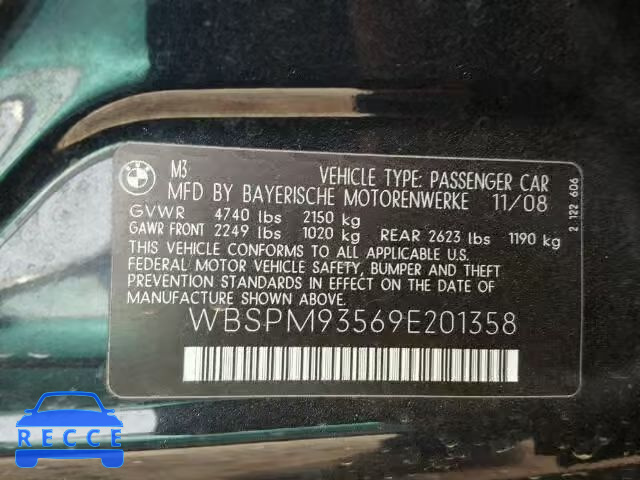 BMW
M3 VEHICLE TYPE: PASSENGER CAR
MFD BY BAYERISCHE MOTORENWERKE 11/08
GVWR 4740 lbs 2150 kg
GAWR FRONT 2249 lbs 1020 kg REAR 2623 lbs 1190 kg
THIS VEHICLE CONFORMS TO ALL APPLICABLE U.S.
FEDERAL MOTOR VEHICLE SAFETY, BUMPER AND THEFT
PREVENTION STANDARDS IN EFFECT ON THE DATE OF
MANUFACTURE SHOWN ABOVE.
WBSPM93569E201358
2 122 606
RECCE